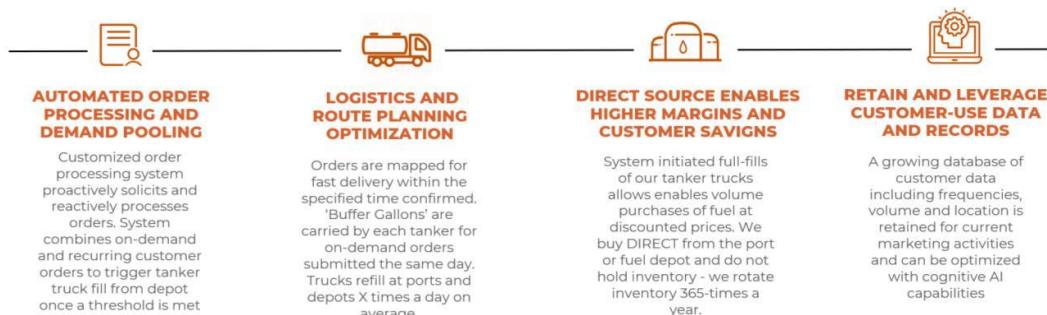 AUTOMATED ORDER
PROCESSING AND
DEMAND POOLING
Customized order
processing system
proactively solicits and
reactively processes
orders. System
combines on-demand
and recurring customer
orders to trigger tanker
truck fill from depot
once a threshold is met
LOGISTICS AND
ROUTE PLANNING
OPTIMIZATION
Orders are mapped for
fast delivery within the
specified time confirmed.
'Buffer Gallons' are
carried by each tanker for
on-demand orders
submitted the same day.
Trucks refill at ports and
depots X times a day on
average
DIRECT SOURCE ENABLES
HIGHER MARGINS AND
CUSTOMER SAVIGNS
System initiated full-fills
of our tanker trucks
allows enables volume
purchases of fuel at
discounted prices. We
buy DIRECT from the port
or fuel depot and do not
hold inventory - we rotate
inventory 365-times a
year.
RETAIN AND LEVERAGE
CUSTOMER-USE DATA
AND RECORDS
A growing database of
customer data
including frequencies,
volume and location is
retained for current
marketing activities
and can be optimized
with cognitive AI
capabilities